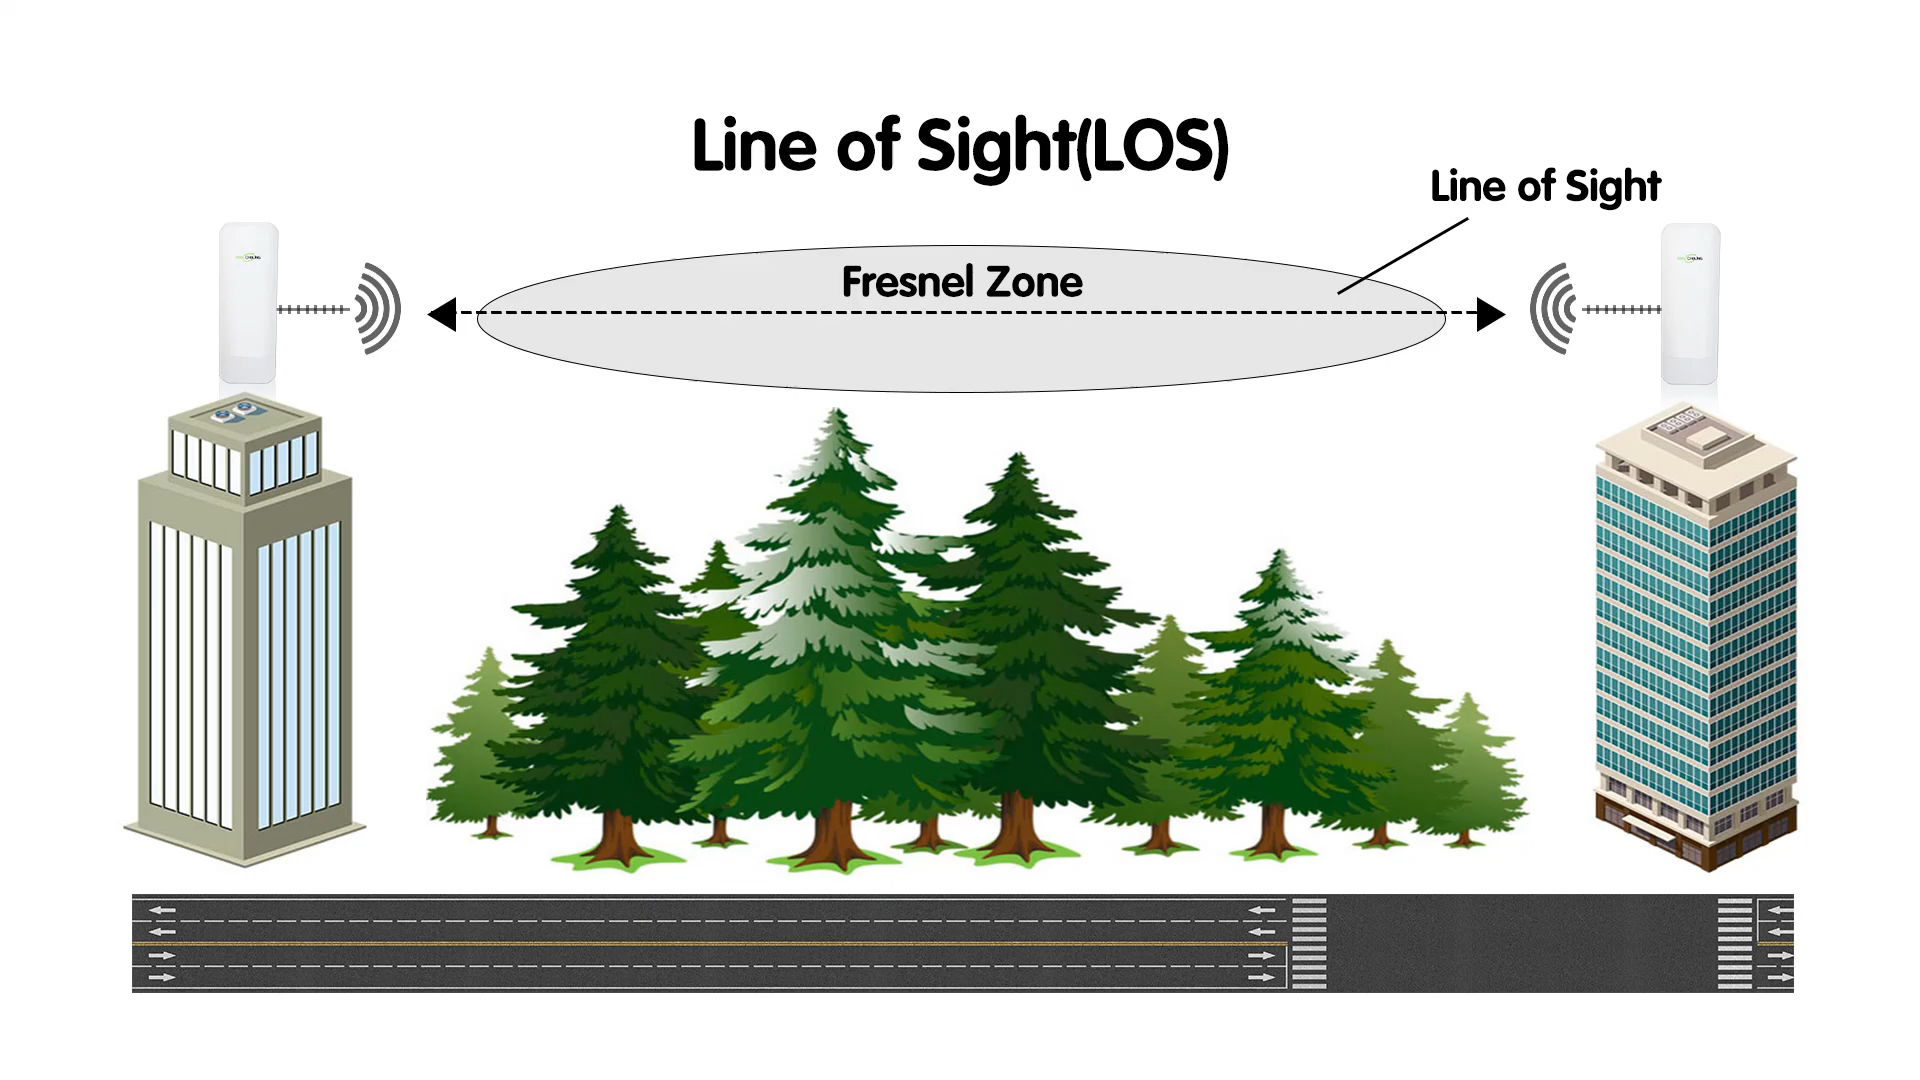 Line of Sight(LOS)
Line of Sight
Fresnel Zone